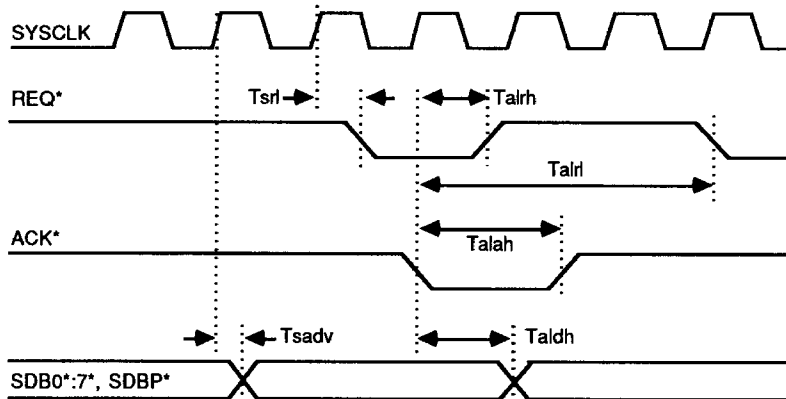 SYSCLK
REQ*
Tsrl
Talrh
Talrl
ACK*
Talah
Tsadv
Taldh
SDB0*:7*, SDBP*